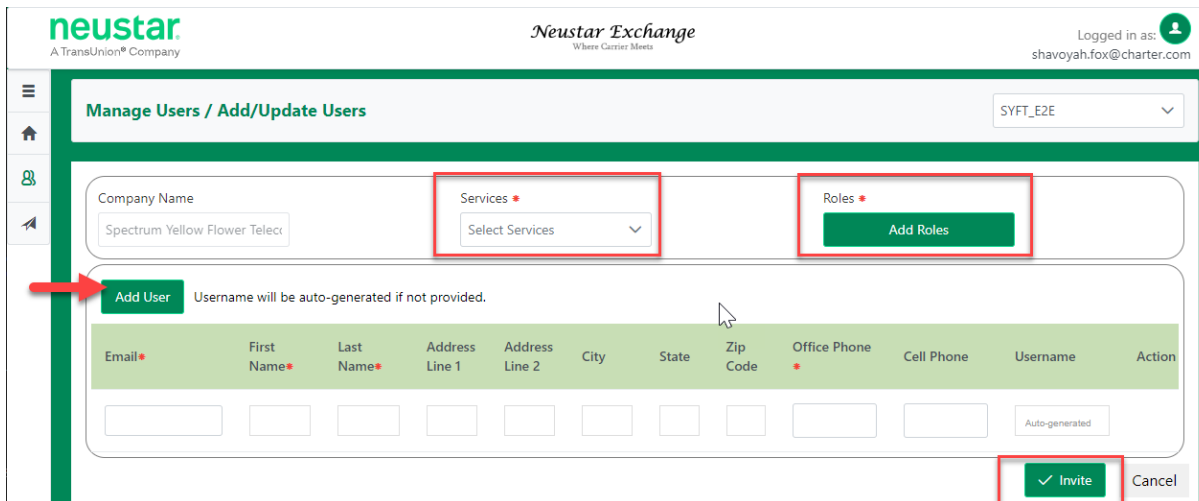 neustar
A TransUnion® Company
Neustar Exchange
Where Carrier Meets
Logged in as:
shavoyah.fox@charter.com
Manage Users / Add/Update Users
SYFT_E2E
Company Name
Services *
Roles *
Spectrum Yellow Flower Telecc
Select Services
Add Roles
Add User
Username will be auto-generated if not provided.
Email*
First
Name*
Last
Name*
Address
Line 1
Address
Line 2
City
State
Zip
Code
Office Phone
*
Cell Phone
Username
Action
Auto-generated
Invite
Cancel